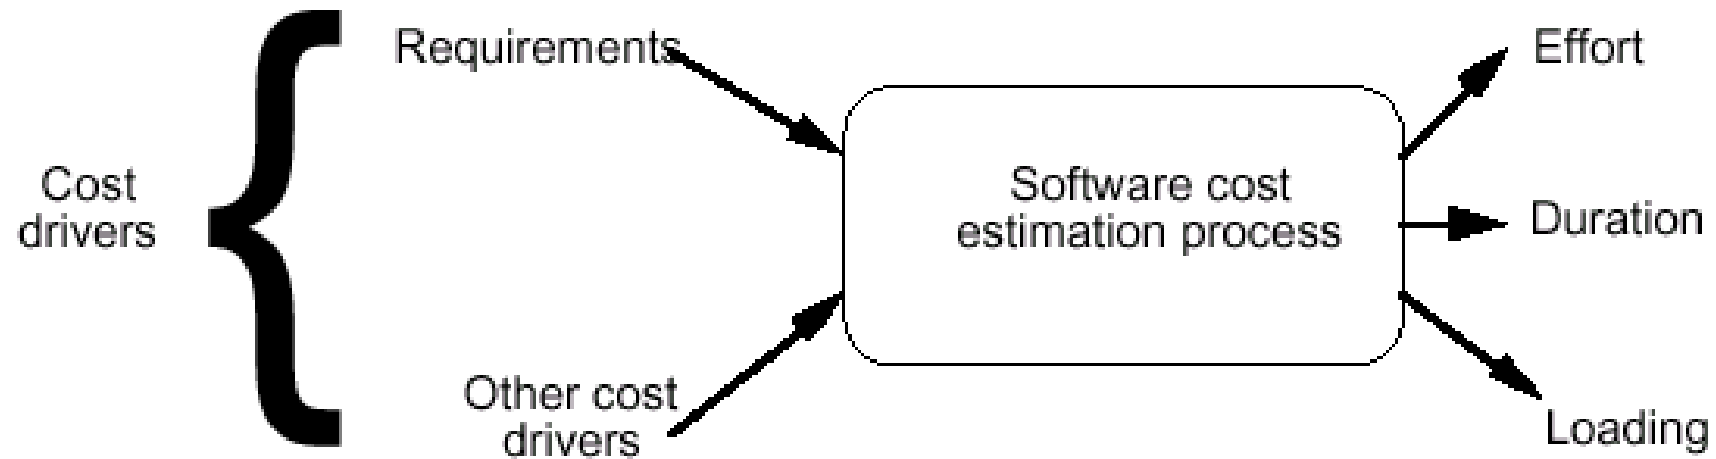 Cost
drivers
Requirements
Other cost
drivers
Software cost
estimation process
Effort
Duration
Loading